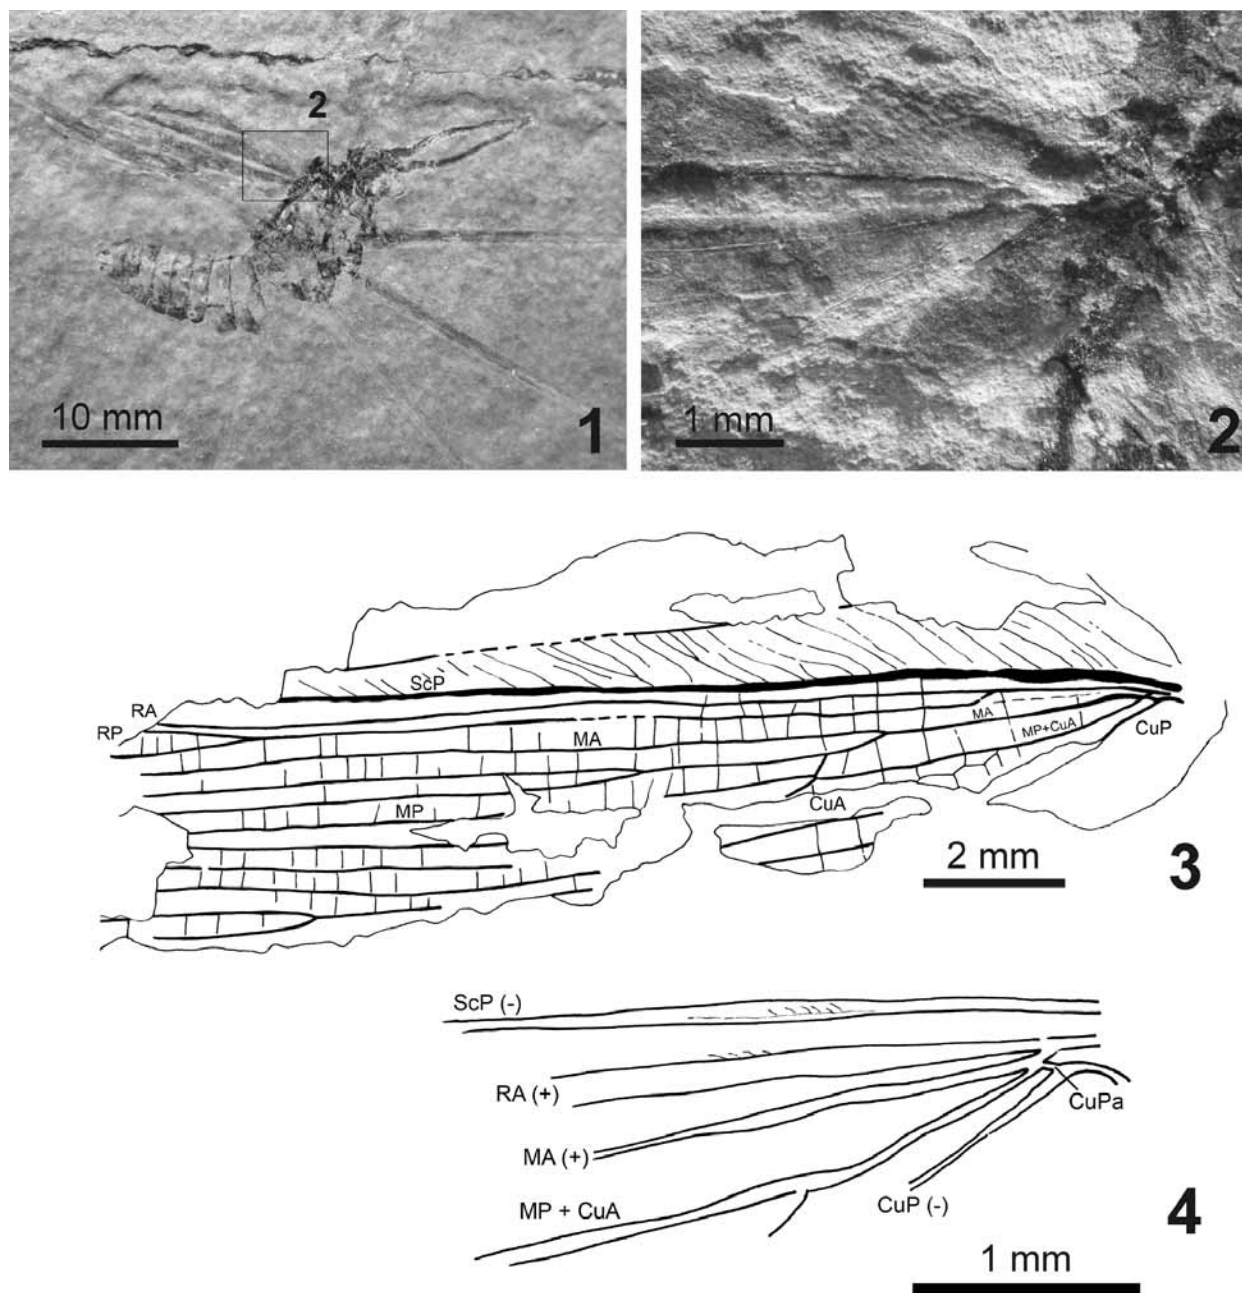 2
10 mm
1
1 mm
2
ScP
RA
RP
MA
MA
MP+CuA
CuP
MP
CuA
2 mm
3
ScP (-)
RA (+)
CuPa
MA (+)
CuP (-)
MP + CuA
4
1 mm